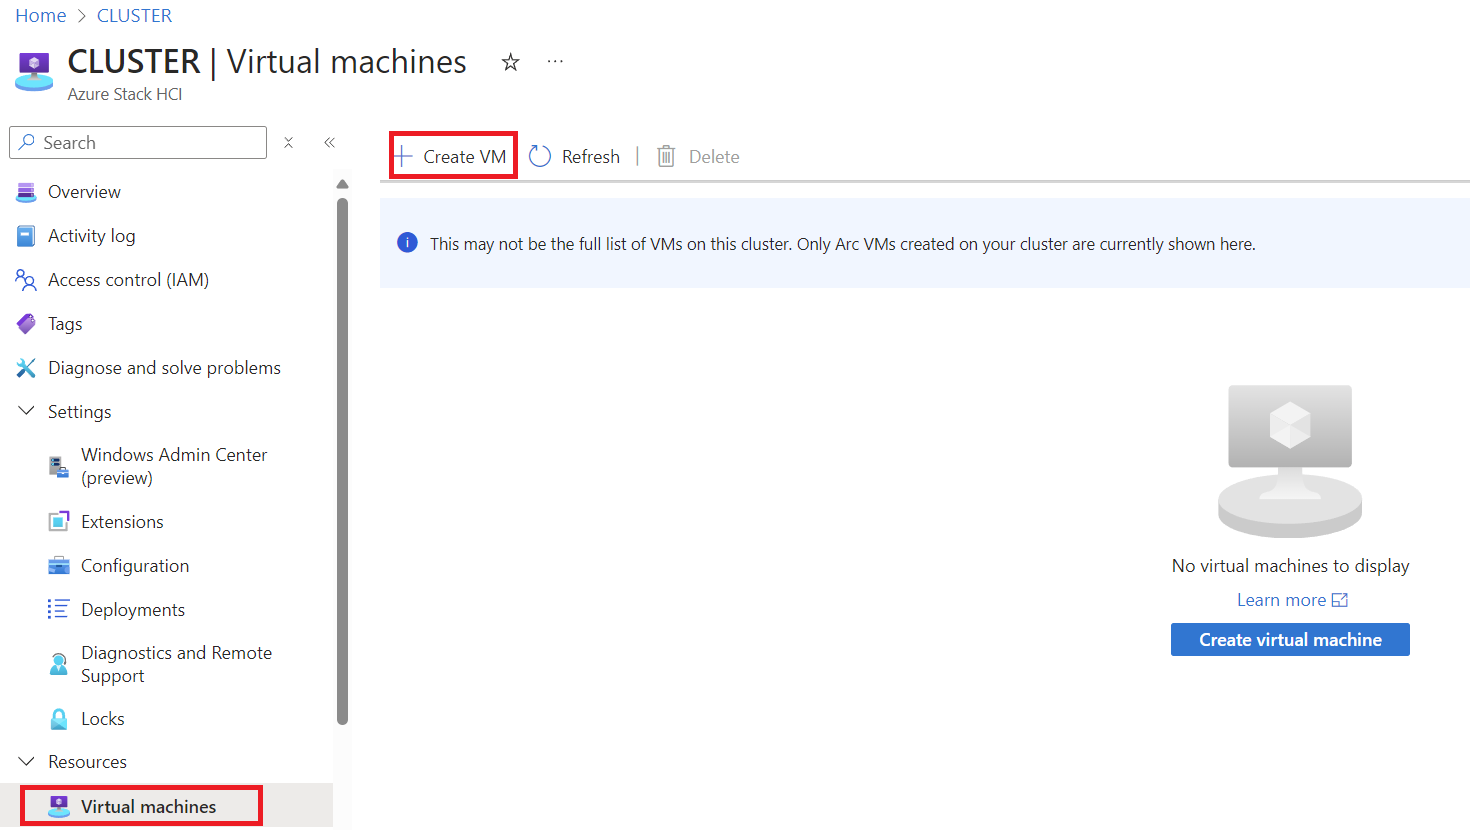 Home > CLUSTER
CLUSTER | Virtual machines
Azure Stack HCI
Search
Overview
Activity log
Access control (IAM)
Tags
Diagnose and solve problems
Settings
Windows Admin Center
(preview)
Extensions
Configuration
Deployments
Diagnostics and Remote
Support
Locks
Resources
Virtual machines
Create VM Refresh | Delete
This may not be the full list of VMs on this cluster. Only Arc VMs created on your cluster are currently shown here.
No virtual machines to display
Learn more
Create virtual machine